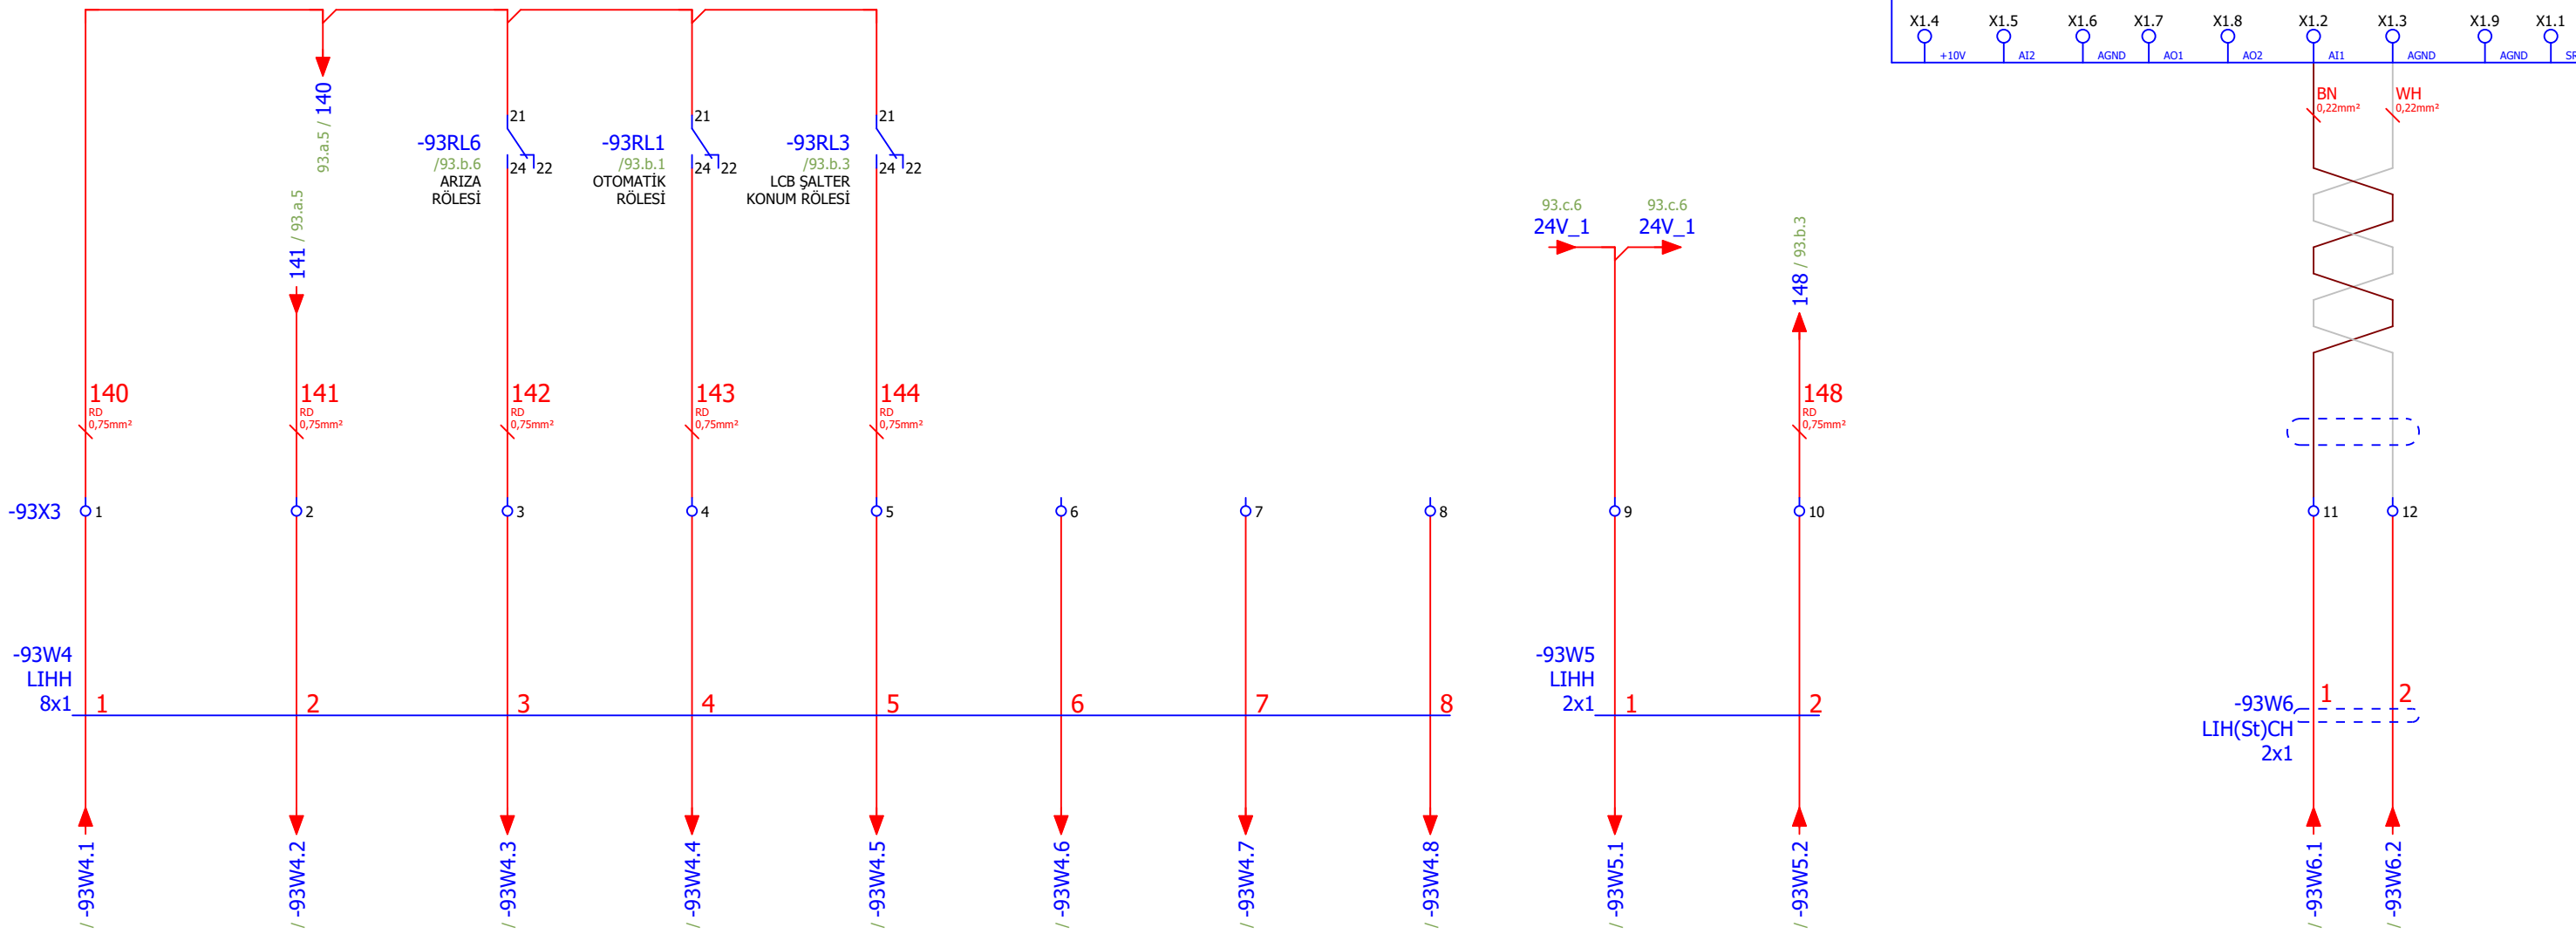 X1.4 X1.5 X1.6 X1.7 X1.8 X1.2 X1.3 X1.9 X1.1
+10V AI2 AGND AO1 AO2 AI1 AGND AGND SR
BN
0,22mm²
WH
0,22mm²
93.a.5 / 140
141 / 93.a.5
21
-93RL6
/93.b.6
24 22
ARIZA
RÖLESİ
21
-93RL1
/93.b.1
24 22
OTOMATİK
RÖLESİ
21
-93RL3
/93.b.3
24 22
LCB ŞALTER
KONUM RÖLESİ
93.c.6 93.c.6
24V_1 24V_1
148 / 93.b.3
140
RD
0,75mm²
141
RD
0,75mm²
142
RD
0,75mm²
143
RD
0,75mm²
144
RD
0,75mm²
148
RD
0,75mm²
-93X3 1 2 3 4 5 6 7 8 9 10 11 12
-93W4
LIHH
8x1 1 2 3 4 5 6 7 8
-93W5
LIHH
2x1 1 2
-93W6 1 2
LIH(St)CH
2x1
/ -93W4.1
/ -93W4.2
/ -93W4.3
/ -93W4.4
/ -93W4.5
/ -93W4.6
/ -93W4.7
/ -93W4.8
/ -93W5.1
/ -93W5.2
/ -93W6.1
/ -93W6.2